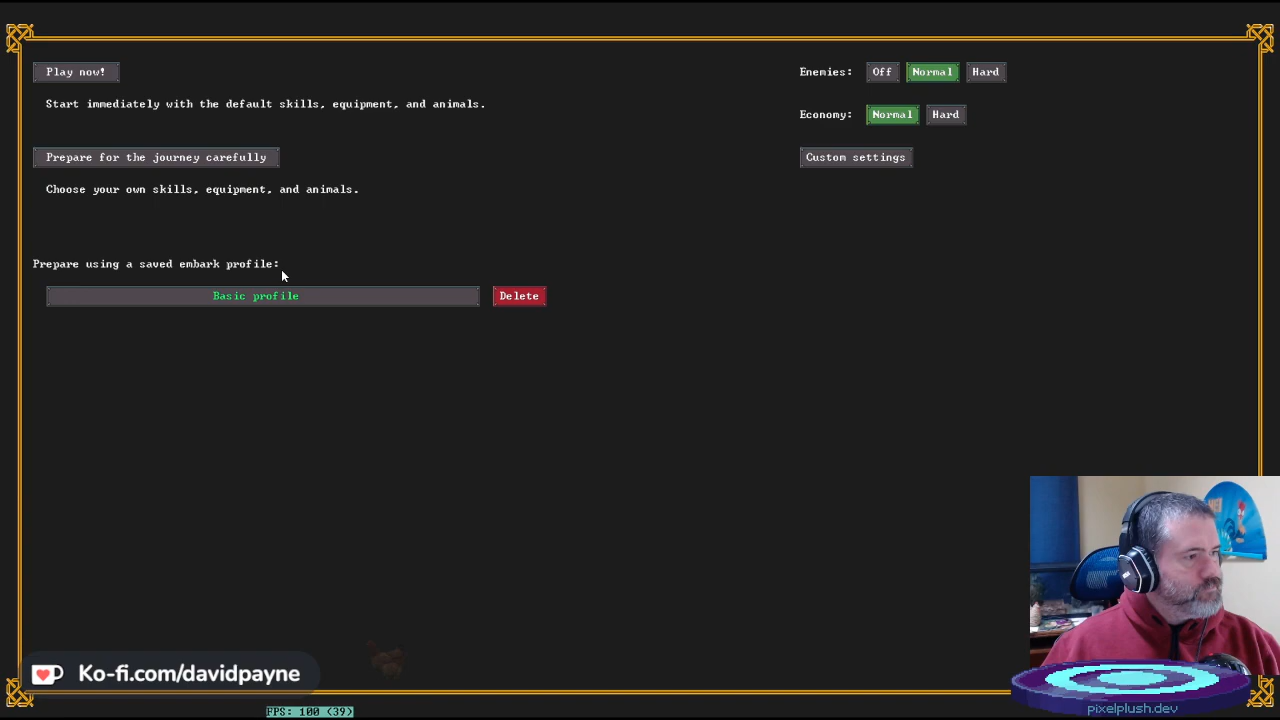 Play now!
Start immediately with the default skills, equipment, and animals.
Prepare for the journey carefully
Choose your own skills, equipment, and animals.
Prepare using a saved embark profile:
Basic profile
Delete
Enemies: Off Normal Hard
Economy: Normal Hard
Custom settings
Ko-fi.com/davidpayne
FPS: 100 (39)
pixelplush.dev